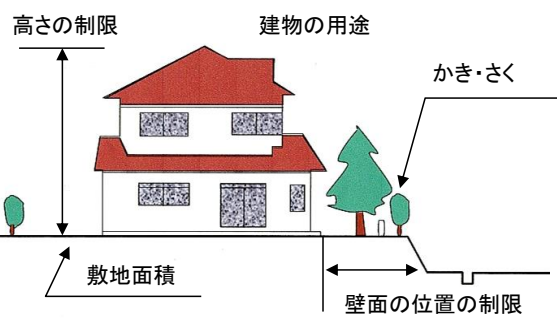 高さの制限
建物の用途
かき・さく
敷地面積
壁面の位置の制限